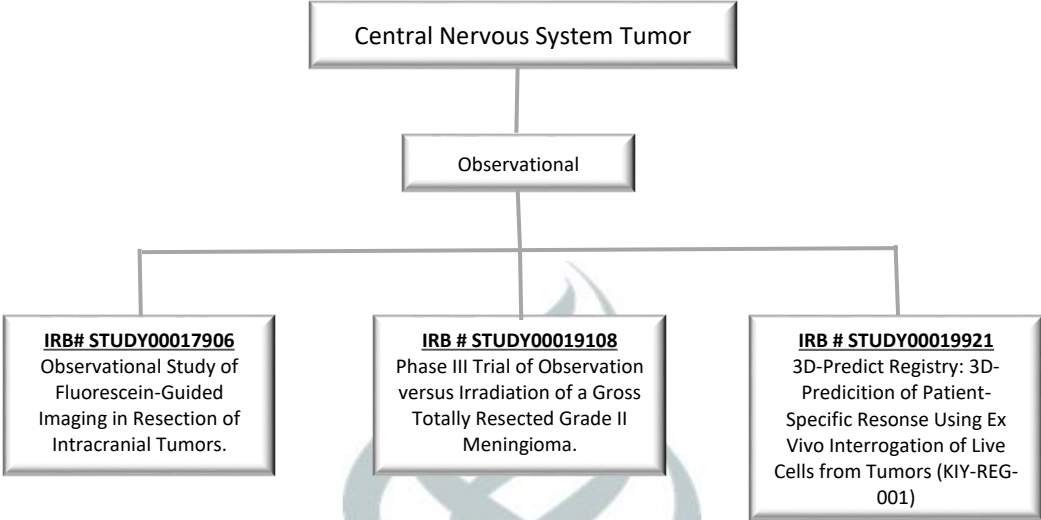 Central Nervous System Tumor
Observational
IRB# STUDY00017906
Observational Study of
Fluorescein-Guided
Imaging in Resection of
Intracranial Tumors.
IRB # STUDY00019108
Phase III Trial of Observation
versus Irradiation of a Gross
Totally Resected Grade II
Meningioma.
IRB # STUDY00019921
3D-Predict Registry: 3D-
Predicition of Patient-
Specific Resonse Using Ex
Vivo Interrogation of Live
Cells from Tumors (KIY-REG-
001)